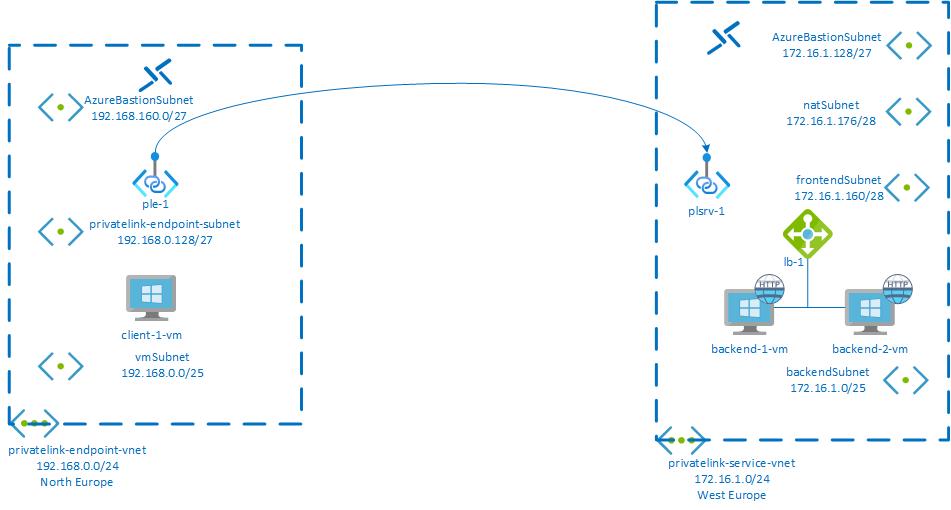 AzureBastionSubnet
192.168.160.0/27
ple-1
privatelink-endpoint-subnet
192.168.0.128/27
client-1-vm
vmSubnet
192.168.0.0/25
privatelink-endpoint-vnet
192.168.0.0/24
North Europe
AzureBastionSubnet
172.16.1.128/27
natSubnet
172.16.1.176/28
plsrv-1
frontendSubnet
172.16.1.160/28
lb-1
HTTP
HTTP
backend-1-vm
backend-2-vm
backendSubnet
172.16.1.0/25
privatelink-service-vnet
172.16.1.0/24
West Europe